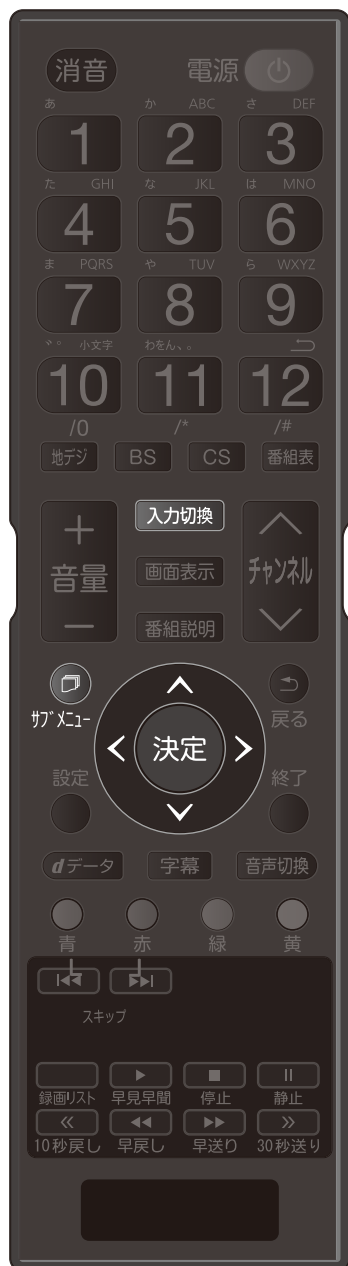 消音 電源
あ か ABC さ DEF
1 2 3
た GHI な JKL は MNO
4 5 6
ま PQRS や TUV ら WXYZ
7 8 9
゛゜ 小文字 わをん、。
10 11 12
/0 /* /#
地デジ BS CS 番組表
入力切換
+ 音量 −
画面表示
チャンネル
番組説明
サブメニュー
戻る
決定
設定 終了
dデータ 字幕 音声切換
青 赤 緑 黄
スキップ
録画リスト 早見早聞 停止 静止
10秒戻し 早戻し 早送り 30秒送り